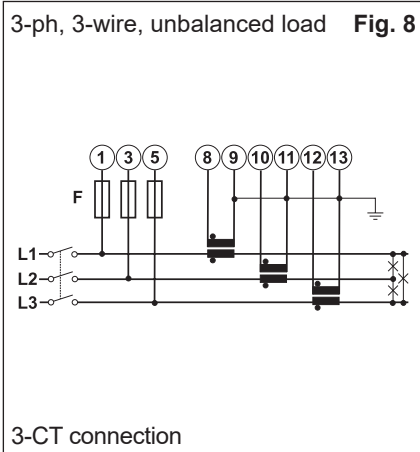 3-ph, 3-wire, unbalanced load Fig. 8
1 3 5 8 9 10 11 12 13
F
L1
L2
L3
3-CT connection